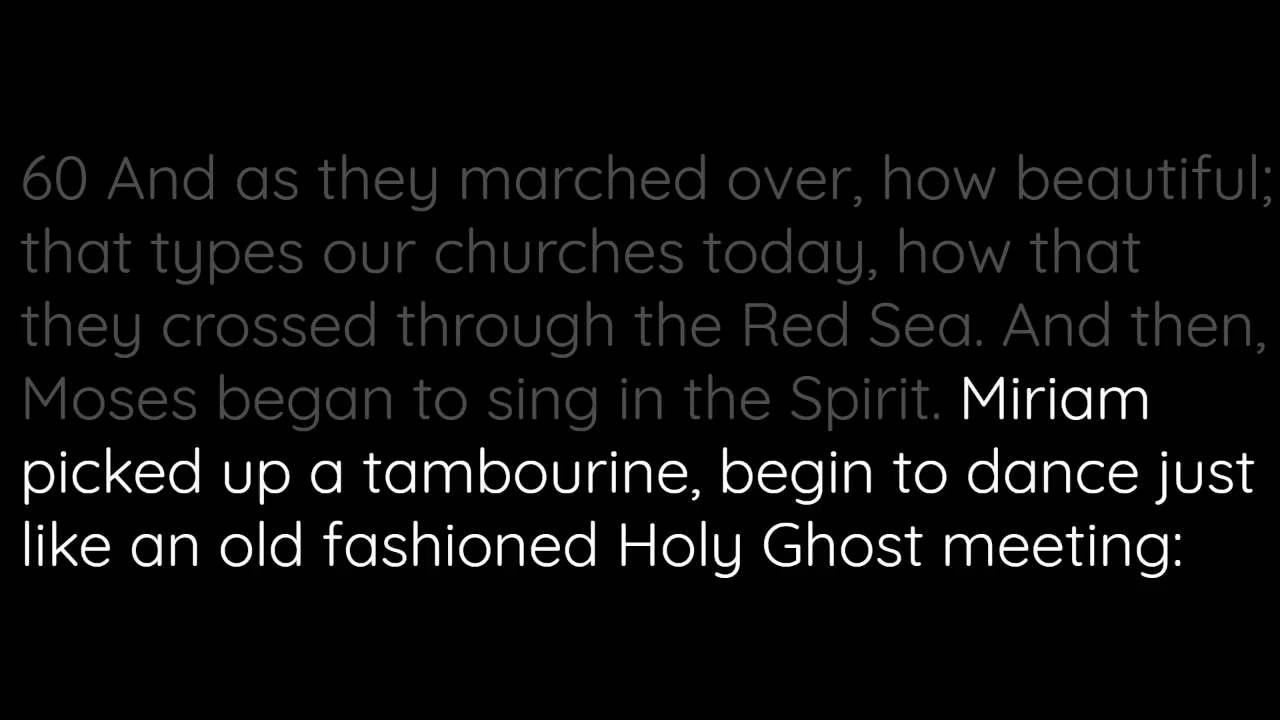 60 And as they marched over, how beautiful;
that types our churches today, how that
they crossed through the Red Sea. And then,
Moses began to sing in the Spirit. Miriam
picked up a tambourine, begin to dance just
like an old fashioned Holy Ghost meeting: